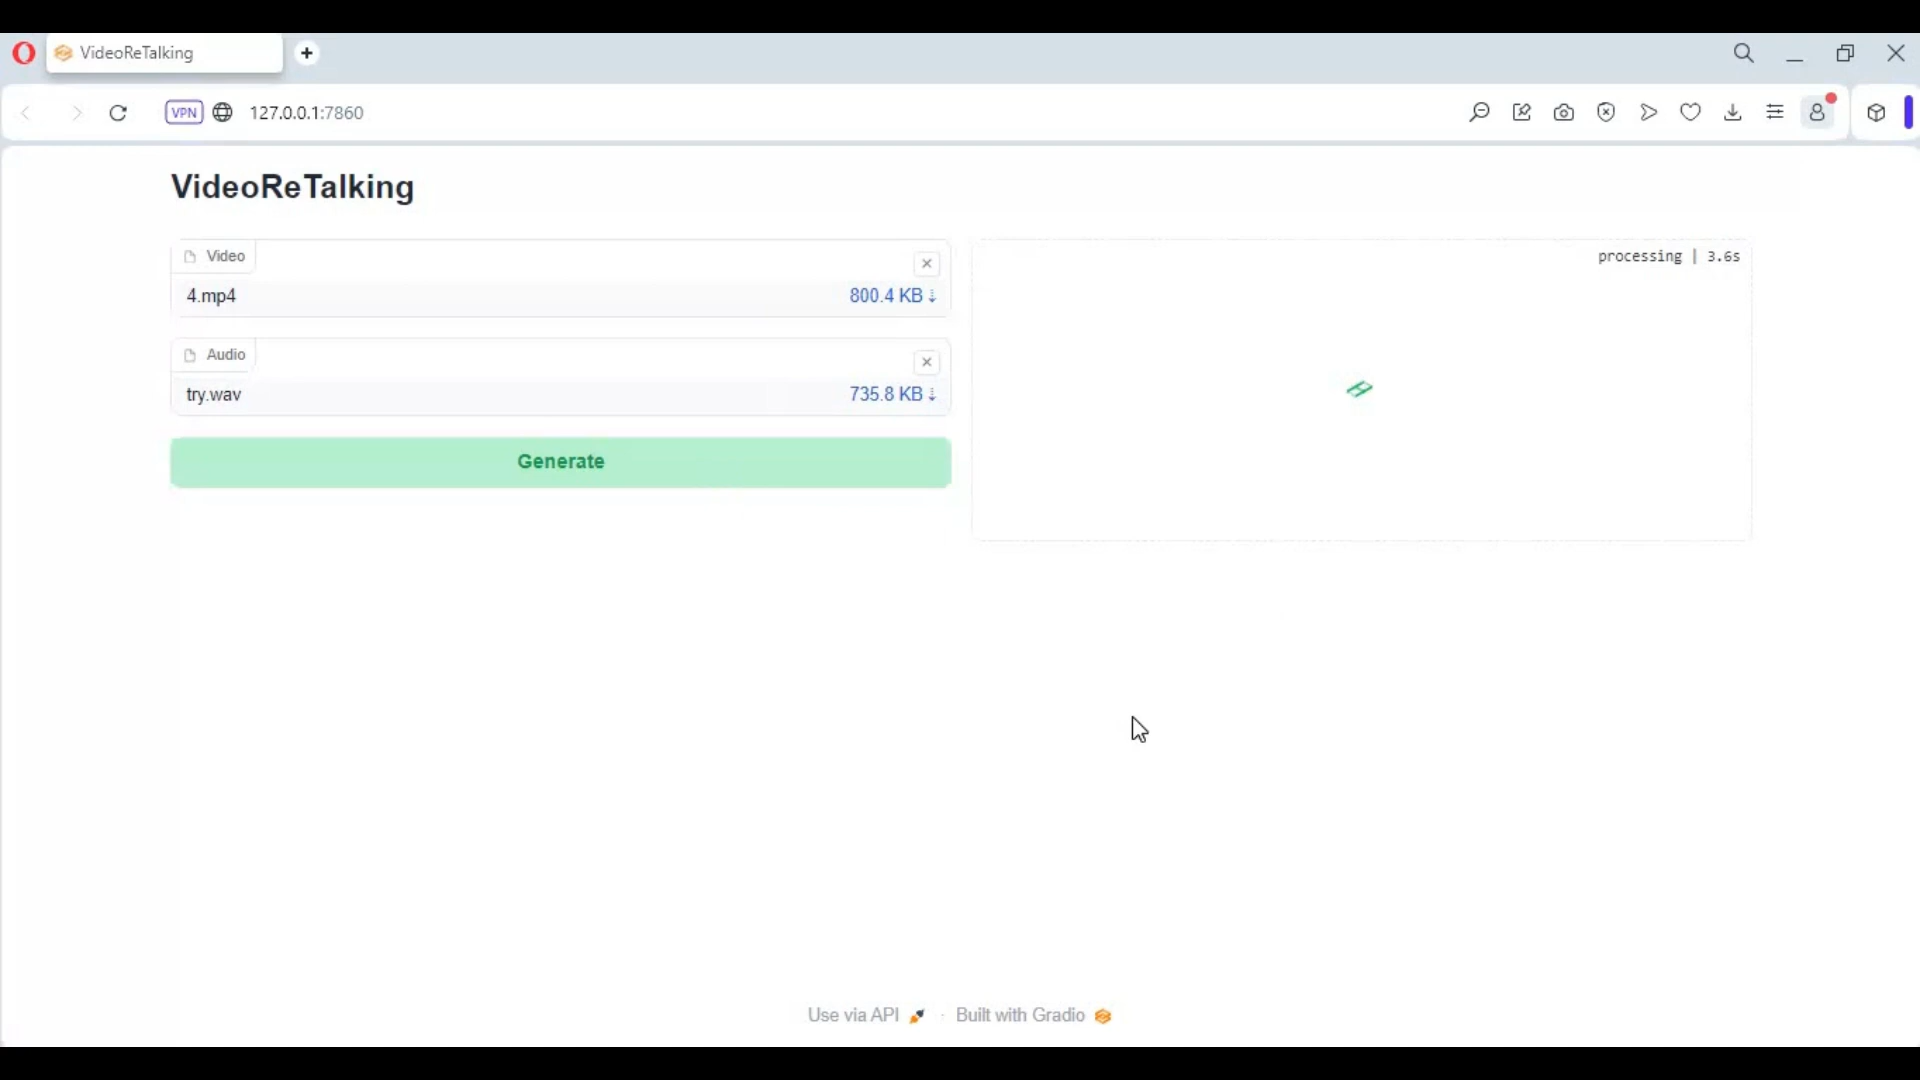 VideoReTalking
VPN 127.0.0.1:7860
VideoReTalking
Video
4.mp4 800.4 KB ⇣
Audio
try.wav 735.8 KB ⇣
Generate
processing | 3.6s
Use via API · Built with Gradio